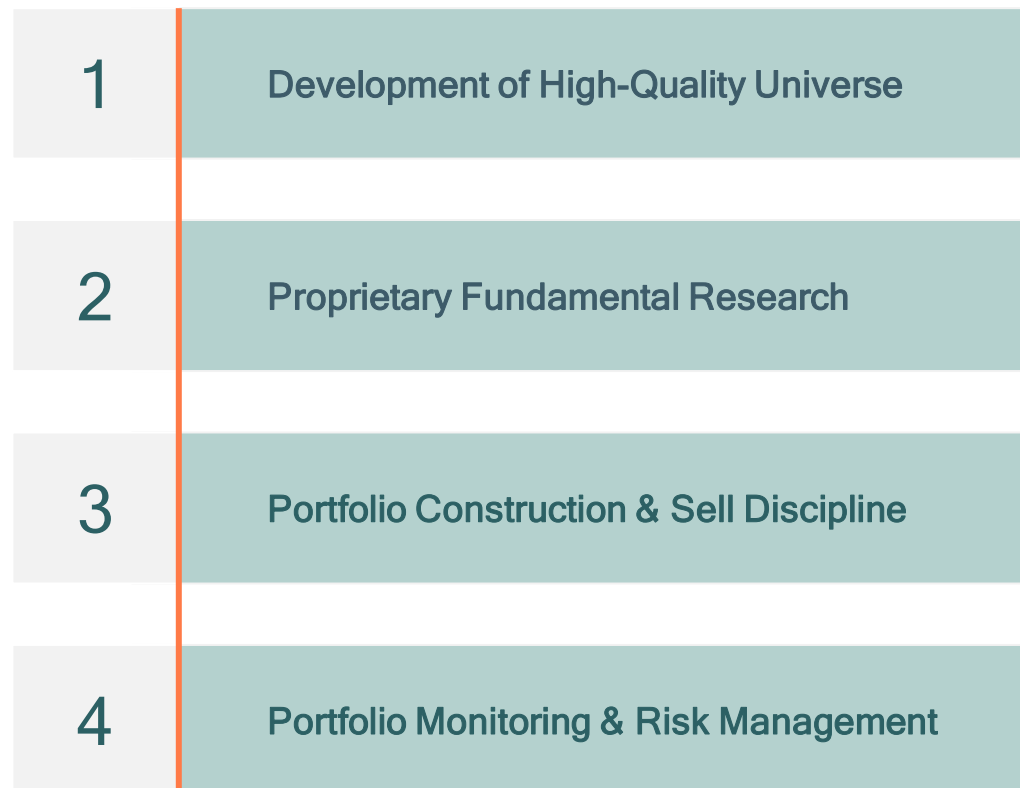 1
Development of High-Quality Universe
2
Proprietary Fundamental Research
3
Portfolio Construction & Sell Discipline
4
Portfolio Monitoring & Risk Management